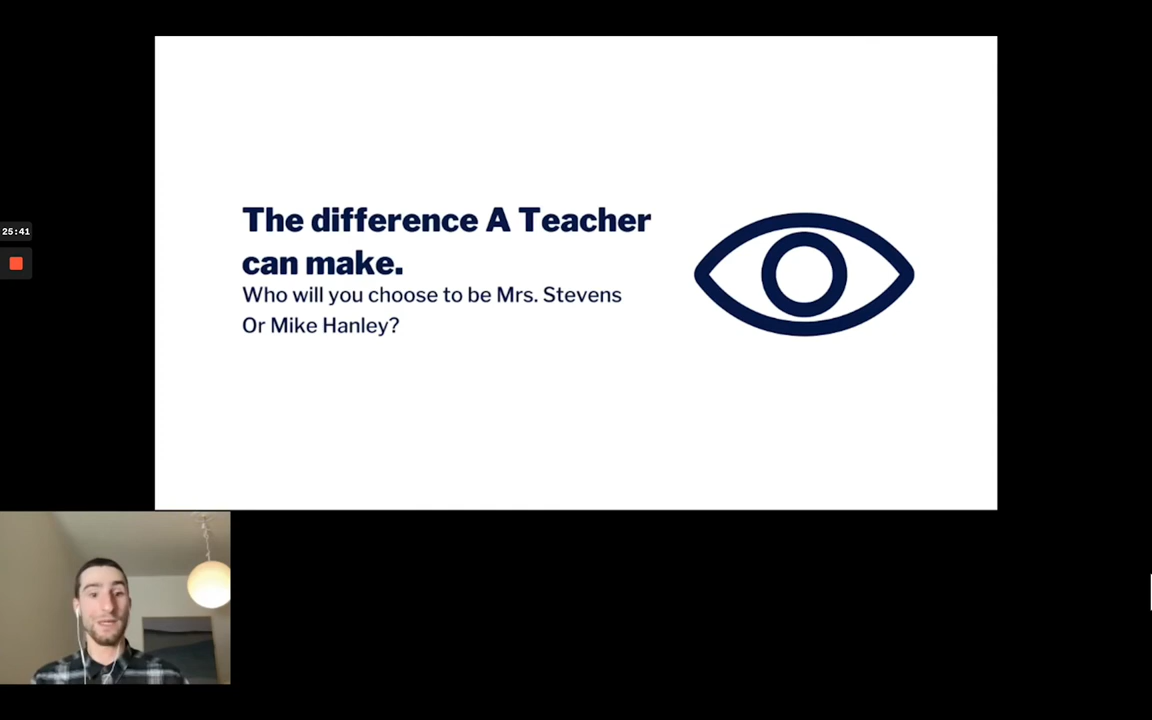 The difference A Teacher
can make.
Who will you choose to be Mrs. Stevens
Or Mike Hanley?
25:41